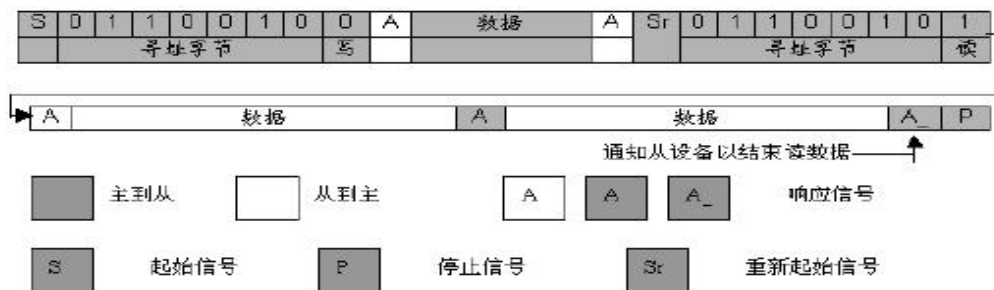 S 0 1 1 0 0 1 0 0 A 数据 A Sr 0 1 1 0 0 1 0 1
寻址字节 写 寻址字节 读
A 数据 A 数据 A_ P
通知从设备以结束读数据
主到从 从到主 A A A_ 响应信号
S 起始信号 P 停止信号 Sr 重新起始信号